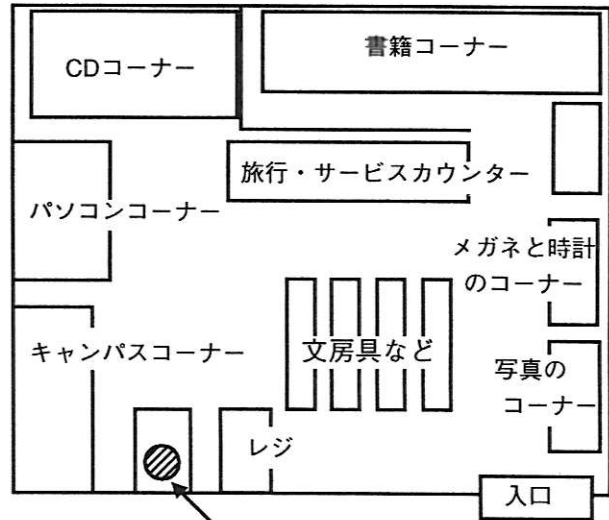 CDコーナー
書籍コーナー
旅行・サービスカウンター
パソコンコーナー
メガネと時計
のコーナー
キャンパスコーナー
文房具など
写真の
コーナー
レジ
入口